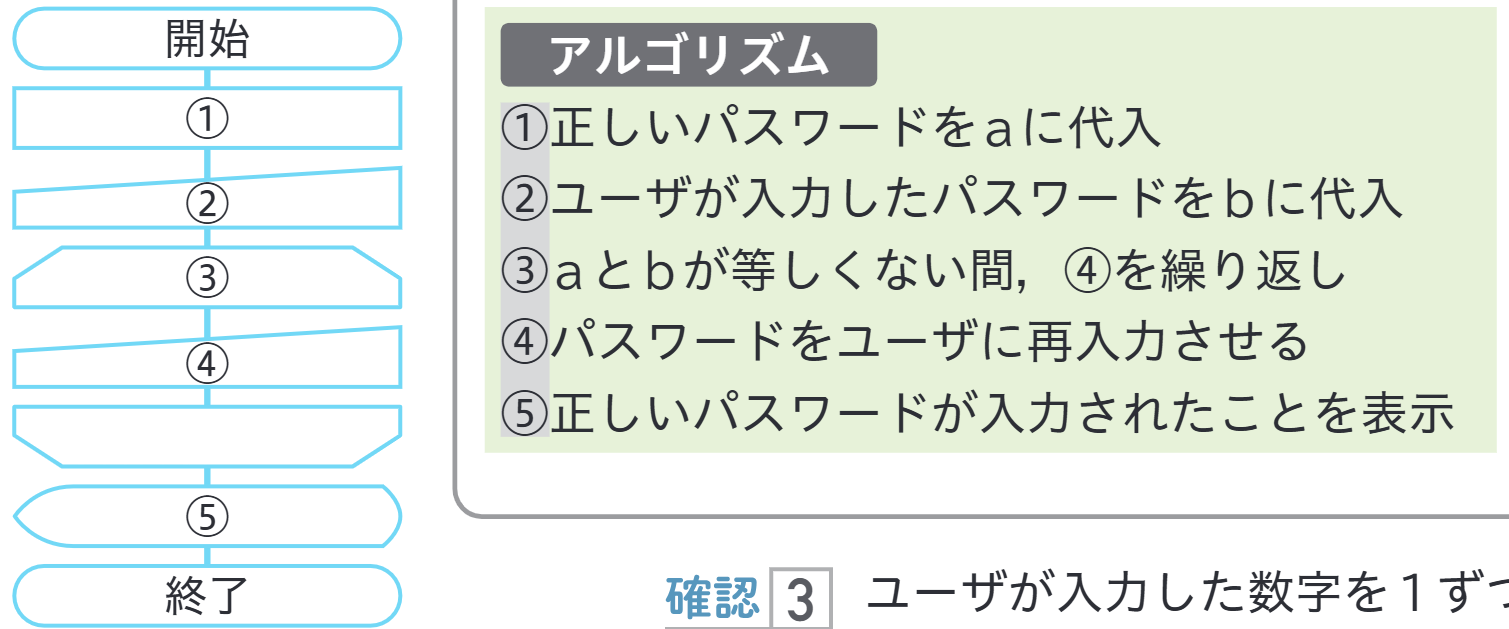 開始
①
②
③
④
⑤
終了
アルゴリズム
①正しいパスワードをａに代入
②ユーザが入力したパスワードをｂに代入
③ａとｂが等しくない間，④を繰り返し
④パスワードをユーザに再入力させる
⑤正しいパスワードが入力されたことを表示
確認 3 ユーザが入力した数字を１ずつ